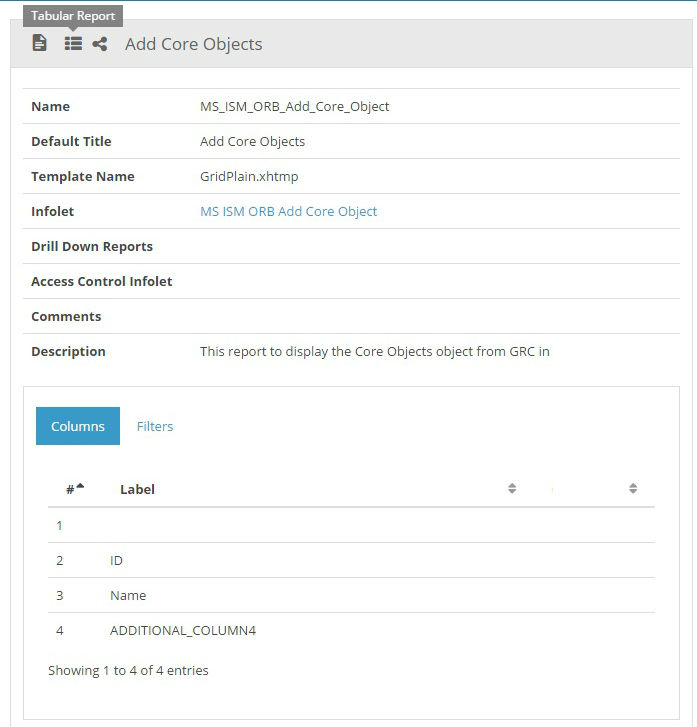 Tabular Report
Add Core Objects
Name MS_ISM_ORB_Add_Core_Object
Default Title Add Core Objects
Template Name GridPlain.xhtmp
Infolet MS ISM ORB Add Core Object
Drill Down Reports
Access Control Infolet
Comments
Description This report to display the Core Objects object from GRC in
Columns Filters
# Label
1
2 ID
3 Name
4 ADDITIONAL_COLUMN4
Showing 1 to 4 of 4 entries